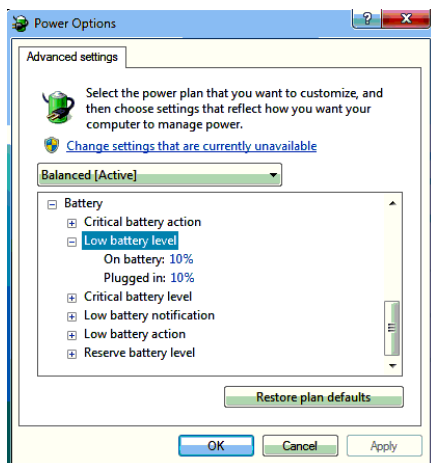 Power Options
?
X
Advanced settings
Select the power plan that you want to customize, and
then choose settings that reflect how you want your
computer to manage power.
Change settings that are currently unavailable
Balanced [Active]
Battery
Critical battery action
Low battery level
On battery: 10%
Plugged in: 10%
Critical battery level
Low battery notification
Low battery action
Reserve battery level
Restore plan defaults
OK Cancel Apply